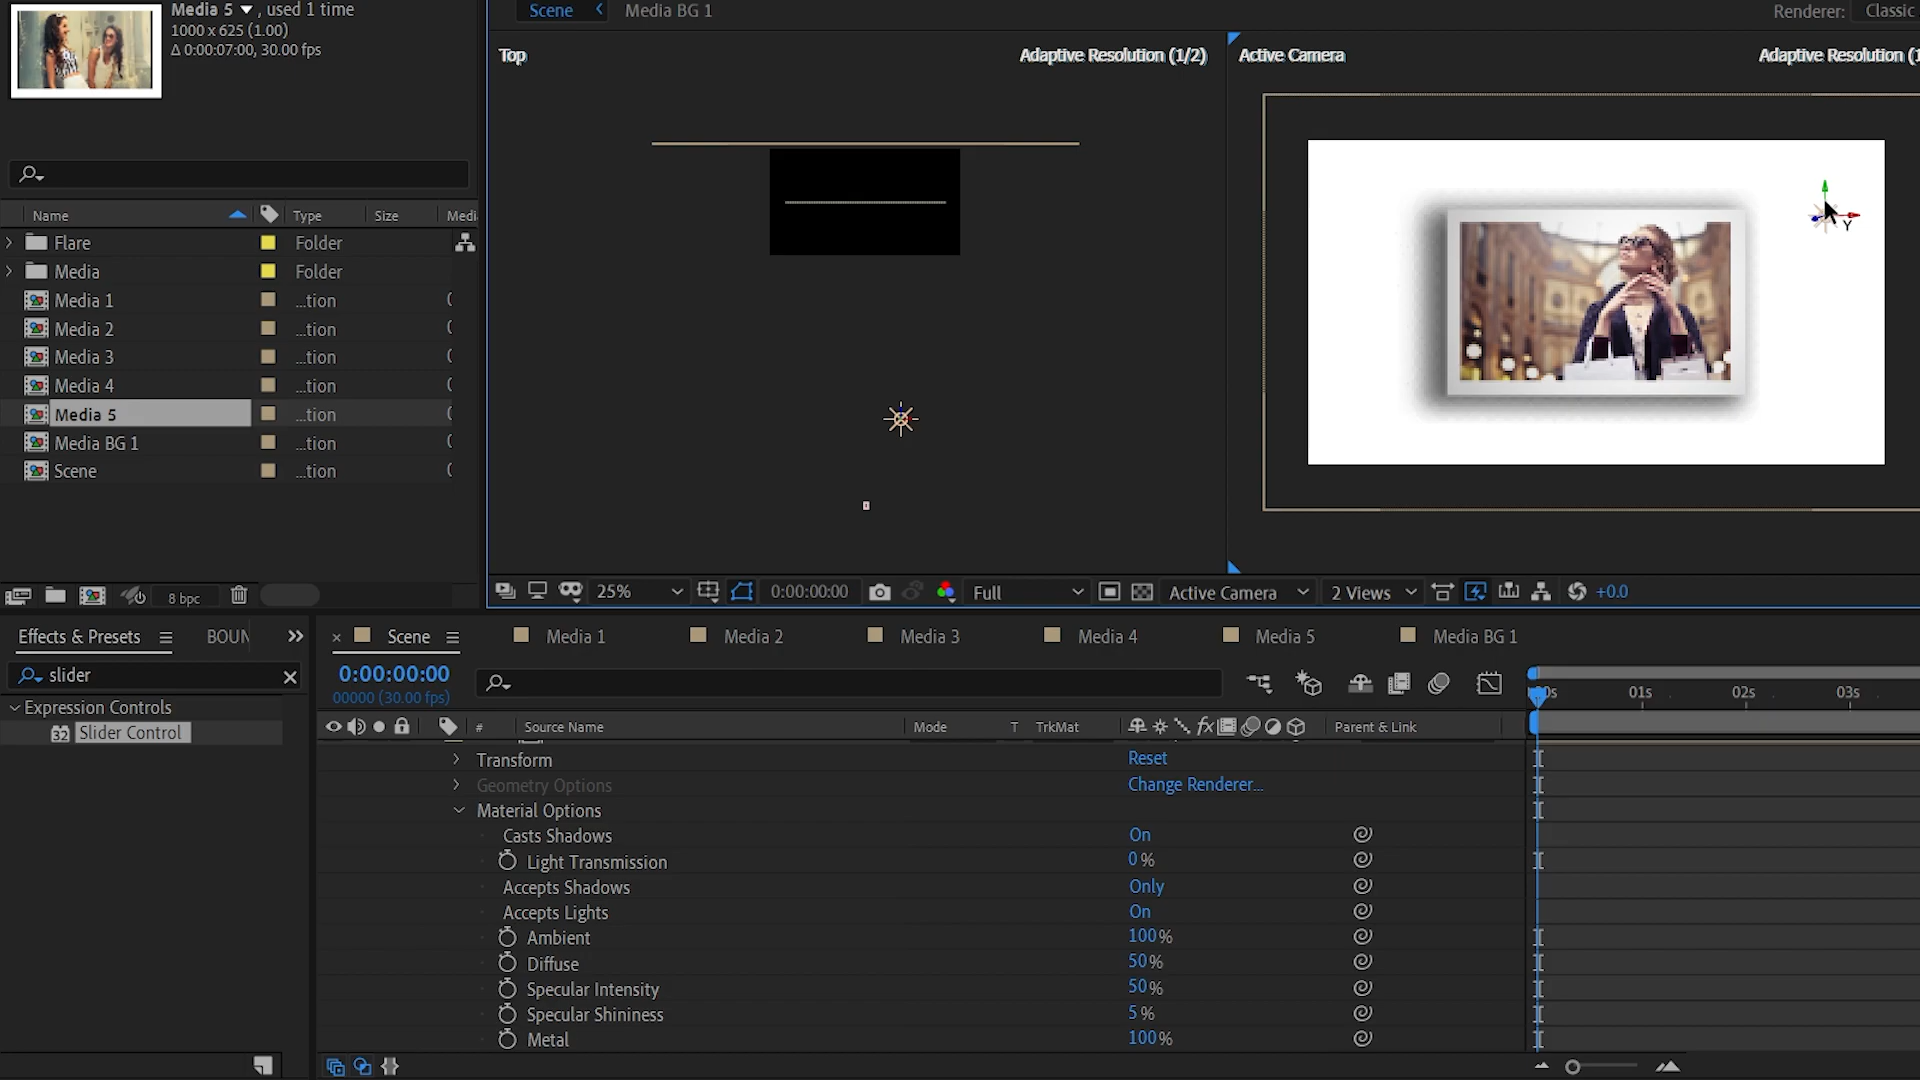 Media 5 , used 1 time
1000 x 625 (1.00)
Δ 0:00:07:00, 30.00 fps
Name Type Size Medi
Flare Folder
Media Folder
Media 1 ...tion
Media 2 ...tion
Media 3 ...tion
Media 4 ...tion
Media 5 ...tion
Media BG 1 ...tion
Scene ...tion
8 bpc
Scene Media BG 1
Renderer: Classic
Top Adaptive Resolution (1/2)
Active Camera Adaptive Resolution (1
Y
25% 0:00:00:00 Full Active Camera 2 Views +0.0
Effects & Presets BOUN
slider
Expression Controls
32 Slider Control
Scene Media 1 Media 2 Media 3 Media 4 Media 5 Media BG 1
0:00:00:00
00000 (30.00 fps)
01s 02s 03s
# Source Name Mode T TrkMat fx Parent & Link
Transform Reset
Geometry Options Change Renderer...
Material Options
Casts Shadows On
Light Transmission 0%
Accepts Shadows Only
Accepts Lights On
Ambient 100%
Diffuse 50%
Specular Intensity 50%
Specular Shininess 5%
Metal 100%